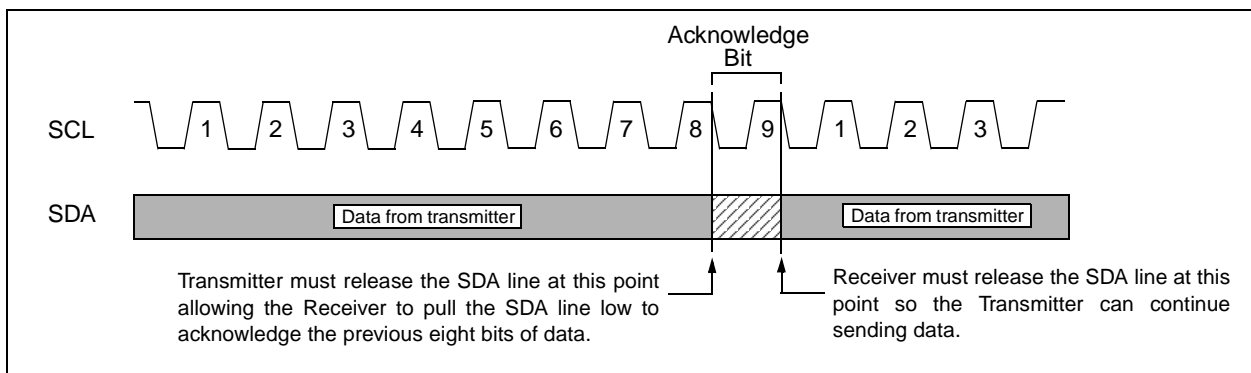 Acknowledge
Bit
SCL
1 2 3 4 5 6 7 8 9 1 2 3
SDA
Data from transmitter
Data from transmitter
Transmitter must release the SDA line at this point
allowing the Receiver to pull the SDA line low to
acknowledge the previous eight bits of data.
Receiver must release the SDA line at this
point so the Transmitter can continue
sending data.